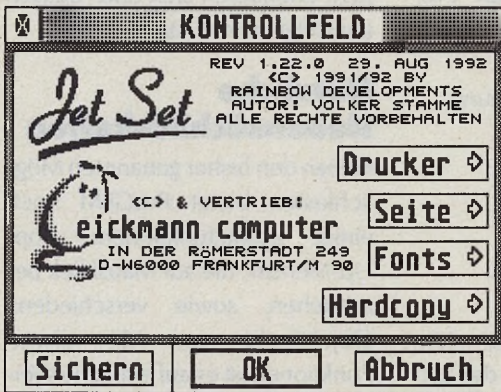 KONTROLLFELD
REV 1.22.0 29. AUG 1992
<C> 1991/92 BY
RAINBOW DEVELOPMENTS
AUTOR: VOLKER STAMME
ALLE RECHTE VORBEHALTEN
Jet Set
Drucker
<C> VERTRIEB:
Seite
eickmann computer
IN DER RÖMERSTADT 249
Fonts
D-W6000 FRANKFURT/M 90
Hardcopy
Sichern
OK
Abbruch